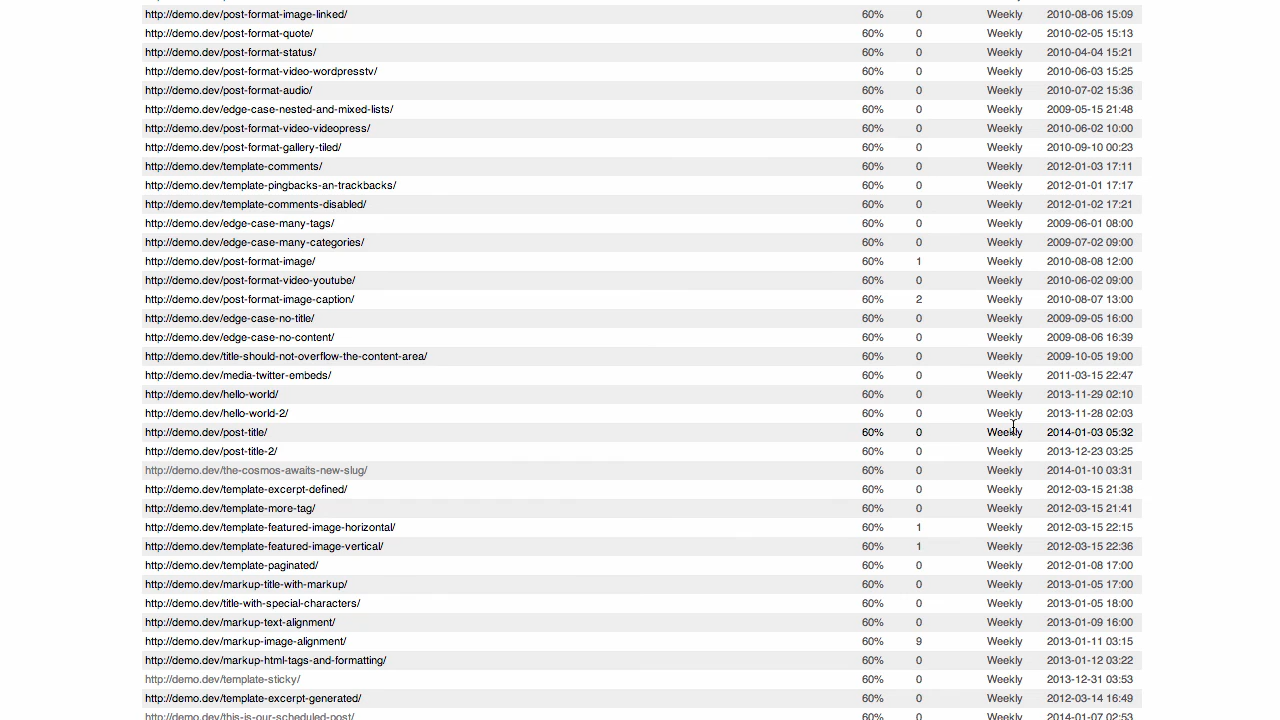 http://demo.dev/post-format-image-linked/ 60% 0 Weekly 2010-08-06 15:09
http://demo.dev/post-format-quote/ 60% 0 Weekly 2010-02-05 15:13
http://demo.dev/post-format-status/ 60% 0 Weekly 2010-04-04 15:21
http://demo.dev/post-format-video-wordpresstv/ 60% 0 Weekly 2010-06-03 15:25
http://demo.dev/post-format-audio/ 60% 0 Weekly 2010-07-02 15:36
http://demo.dev/edge-case-nested-and-mixed-lists/ 60% 0 Weekly 2009-05-15 21:48
http://demo.dev/post-format-video-videopress/ 60% 0 Weekly 2010-06-02 10:00
http://demo.dev/post-format-gallery-tiled/ 60% 0 Weekly 2010-09-10 00:23
http://demo.dev/template-comments/ 60% 0 Weekly 2012-01-03 17:11
http://demo.dev/template-pingbacks-an-trackbacks/ 60% 0 Weekly 2012-01-01 17:17
http://demo.dev/template-comments-disabled/ 60% 0 Weekly 2012-01-02 17:21
http://demo.dev/edge-case-many-tags/ 60% 0 Weekly 2009-06-01 08:00
http://demo.dev/edge-case-many-categories/ 60% 0 Weekly 2009-07-02 09:00
http://demo.dev/post-format-image/ 60% 1 Weekly 2010-08-08 12:00
http://demo.dev/post-format-video-youtube/ 60% 0 Weekly 2010-06-02 09:00
http://demo.dev/post-format-image-caption/ 60% 2 Weekly 2010-08-07 13:00
http://demo.dev/edge-case-no-title/ 60% 0 Weekly 2009-09-05 16:00
http://demo.dev/edge-case-no-content/ 60% 0 Weekly 2009-08-06 16:39
http://demo.dev/title-should-not-overflow-the-content-area/ 60% 0 Weekly 2009-10-05 19:00
http://demo.dev/media-twitter-embeds/ 60% 0 Weekly 2011-03-15 22:47
http://demo.dev/hello-world/ 60% 0 Weekly 2013-11-29 02:10
http://demo.dev/hello-world-2/ 60% 0 Weekly 2013-11-28 02:03
http://demo.dev/post-title/ 60% 0 Weekly 2014-01-03 05:32
http://demo.dev/post-title-2/ 60% 0 Weekly 2013-12-23 03:25
http://demo.dev/the-cosmos-awaits-new-slug/ 60% 0 Weekly 2014-01-10 03:31
http://demo.dev/template-excerpt-defined/ 60% 0 Weekly 2012-03-15 21:38
http://demo.dev/template-more-tag/ 60% 0 Weekly 2012-03-15 21:41
http://demo.dev/template-featured-image-horizontal/ 60% 1 Weekly 2012-03-15 22:15
http://demo.dev/template-featured-image-vertical/ 60% 1 Weekly 2012-03-15 22:36
http://demo.dev/template-paginated/ 60% 0 Weekly 2012-01-08 17:00
http://demo.dev/markup-title-with-markup/ 60% 0 Weekly 2013-01-05 17:00
http://demo.dev/title-with-special-characters/ 60% 0 Weekly 2013-01-05 18:00
http://demo.dev/markup-text-alignment/ 60% 0 Weekly 2013-01-09 16:00
http://demo.dev/markup-image-alignment/ 60% 9 Weekly 2013-01-11 03:15
http://demo.dev/markup-html-tags-and-formatting/ 60% 0 Weekly 2013-01-12 03:22
http://demo.dev/template-sticky/ 60% 0 Weekly 2013-12-31 03:53
http://demo.dev/template-excerpt-generated/ 60% 0 Weekly 2012-03-14 16:49
http://demo.dev/this-is-our-scheduled-post/ 60% 0 Weekly 2014-01-07 02:53